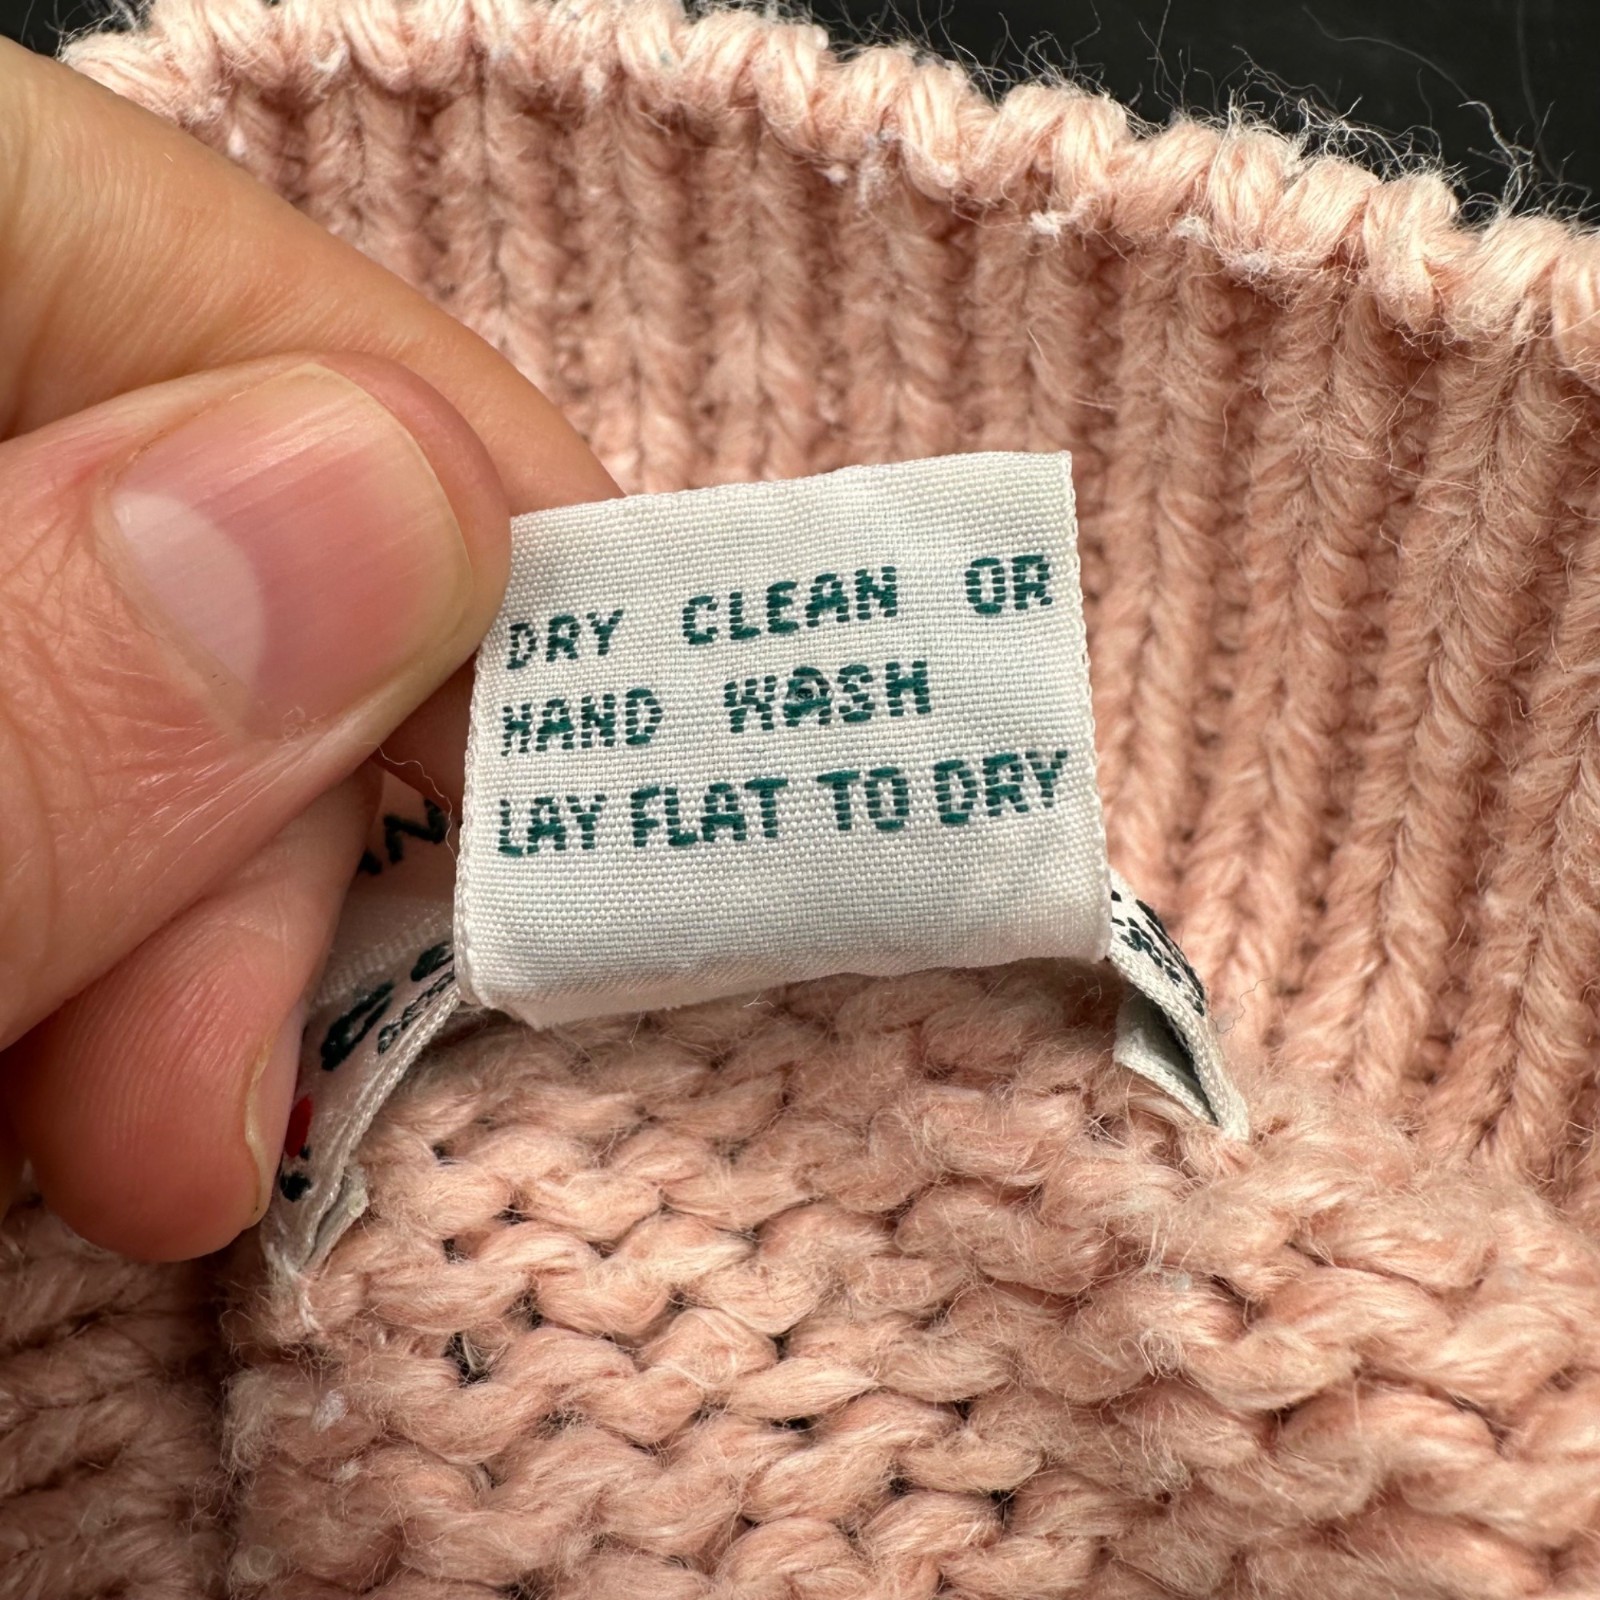 DRY CLEAN OR
HAND WASH
LAY FLAT TO DRY